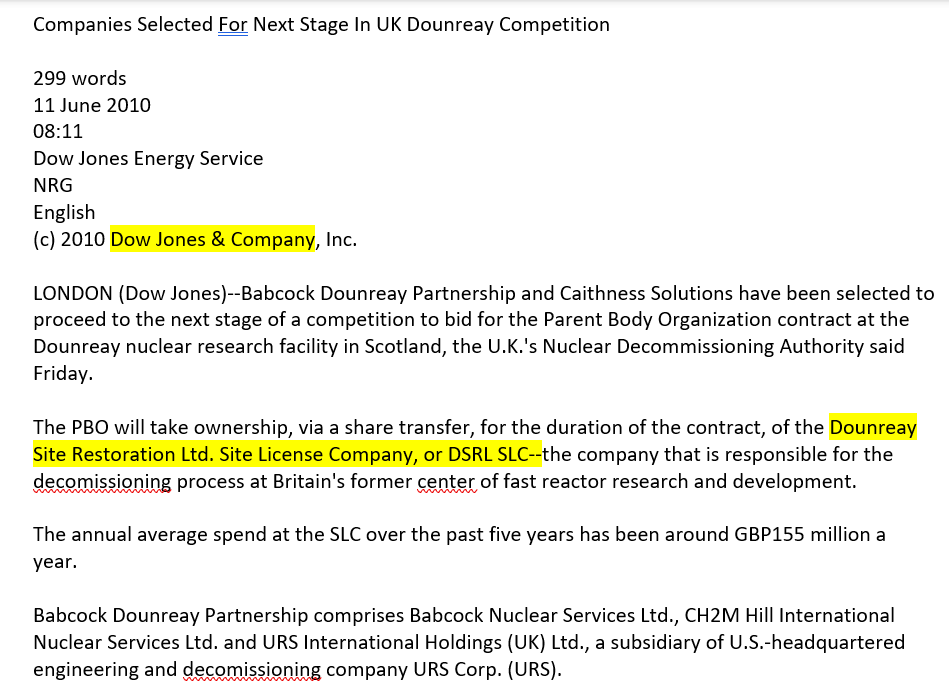 Companies Selected For Next Stage In UK Dounreay Competition
299 words
11 June 2010
08:11
Dow Jones Energy Service
NRG
English
(c) 2010 Dow Jones & Company, Inc.
LONDON (Dow Jones)--Babcock Dounreay Partnership and Caithness Solutions have been selected to
proceed to the next stage of a competition to bid for the Parent Body Organization contract at the
Dounreay nuclear research facility in Scotland, the U.K.'s Nuclear Decommissioning Authority said
Friday.
The PBO will take ownership, via a share transfer, for the duration of the contract, of the Dounreay
Site Restoration Ltd. Site License Company, or DSRL SLC--the company that is responsible for the
decomissioning process at Britain's former center of fast reactor research and development.
The annual average spend at the SLC over the past five years has been around GBP155 million a
year.
Babcock Dounreay Partnership comprises Babcock Nuclear Services Ltd., CH2M Hill International
Nuclear Services Ltd. and URS International Holdings (UK) Ltd., a subsidiary of U.S.-headquartered
engineering and decomissioning company URS Corp. (URS).